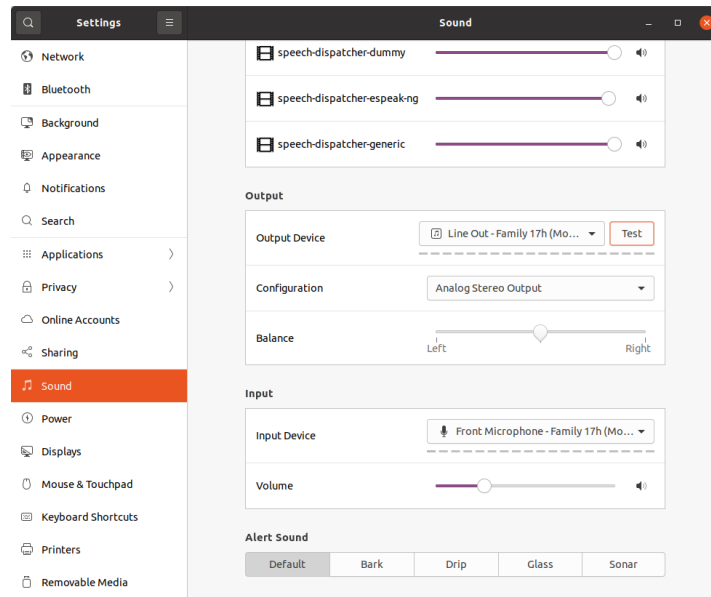 Settings
Sound
Network
Bluetooth
Background
Appearance
Notifications
Search
Applications
Privacy
Online Accounts
Sharing
Sound
Power
Displays
Mouse & Touchpad
Keyboard Shortcuts
Printers
Removable Media
speech-dispatcher-dummy
speech-dispatcher-espeak-ng
speech-dispatcher-generic
Output
Output Device
Line Out - Family 17h (Mo…
Test
Configuration
Analog Stereo Output
Balance
Left
Right
Input
Input Device
Front Microphone - Family 17h (Mo…
Volume
Alert Sound
Default
Bark
Drip
Glass
Sonar